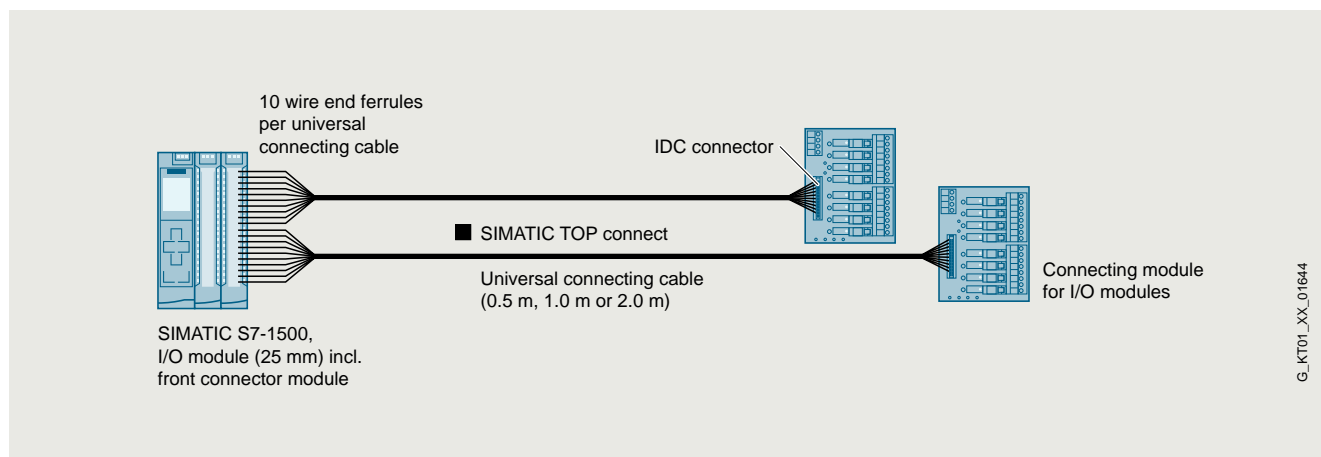 10 wire end ferrules
per universal
connecting cable
IDC connector
SIMATIC TOP connect
Universal connecting cable
(0.5 m, 1.0 m or 2.0 m)
Connecting module
for I/O modules
SIMATIC S7-1500,
I/O module (25 mm) incl.
front connector module
G_KT01_XX_01644